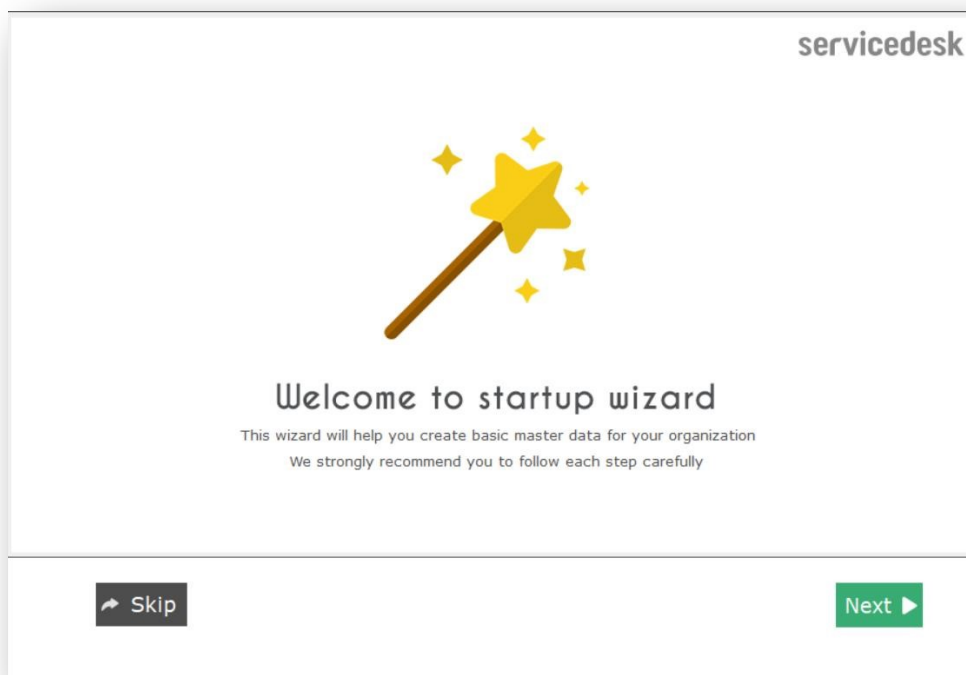 servicedesk
Welcome to startup wizard
This wizard will help you create basic master data for your organization
We strongly recommend you to follow each step carefully
Skip
Next